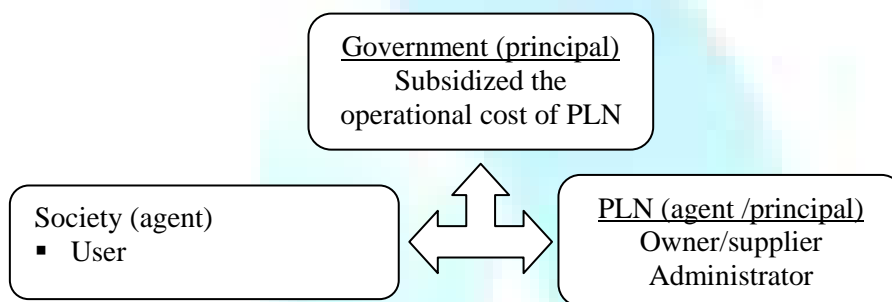 Government (principal)
Subsidized the
operational cost of PLN
Society (agent)
▪ User
PLN (agent /principal)
Owner/supplier
Administrator